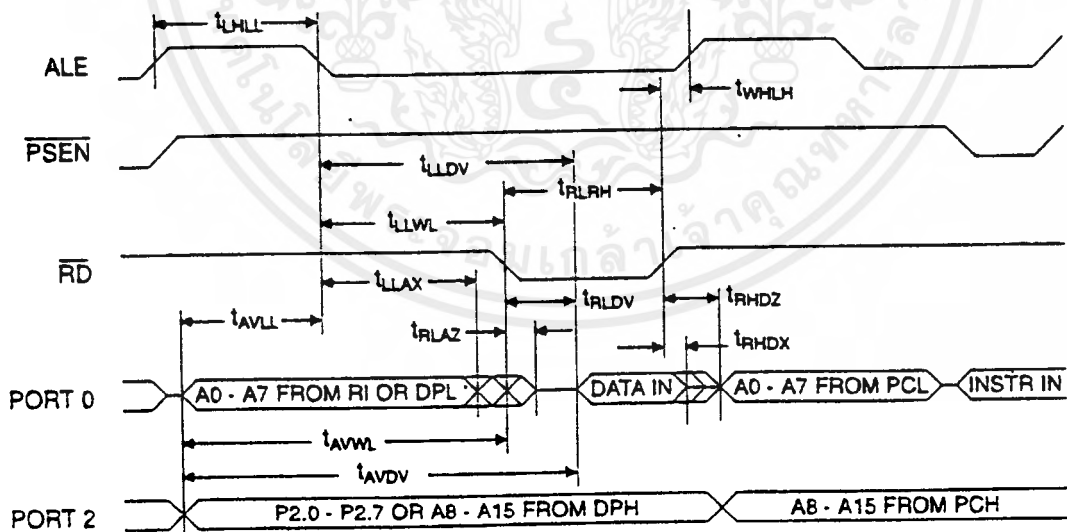 tLHLL
ALE
tWHLH
PSEN
tLLDV
tRLRH
tLLWL
RD
tLLAX
tRLDV
tRHDZ
tAVLL
tRLAZ
tRHDX
PORT 0
A0 - A7 FROM RI OR DPL
DATA IN
A0 - A7 FROM PCL
INSTR IN
tAVWL
tAVDV
PORT 2
P2.0 - P2.7 OR A8 - A15 FROM DPH
A8 - A15 FROM PCH